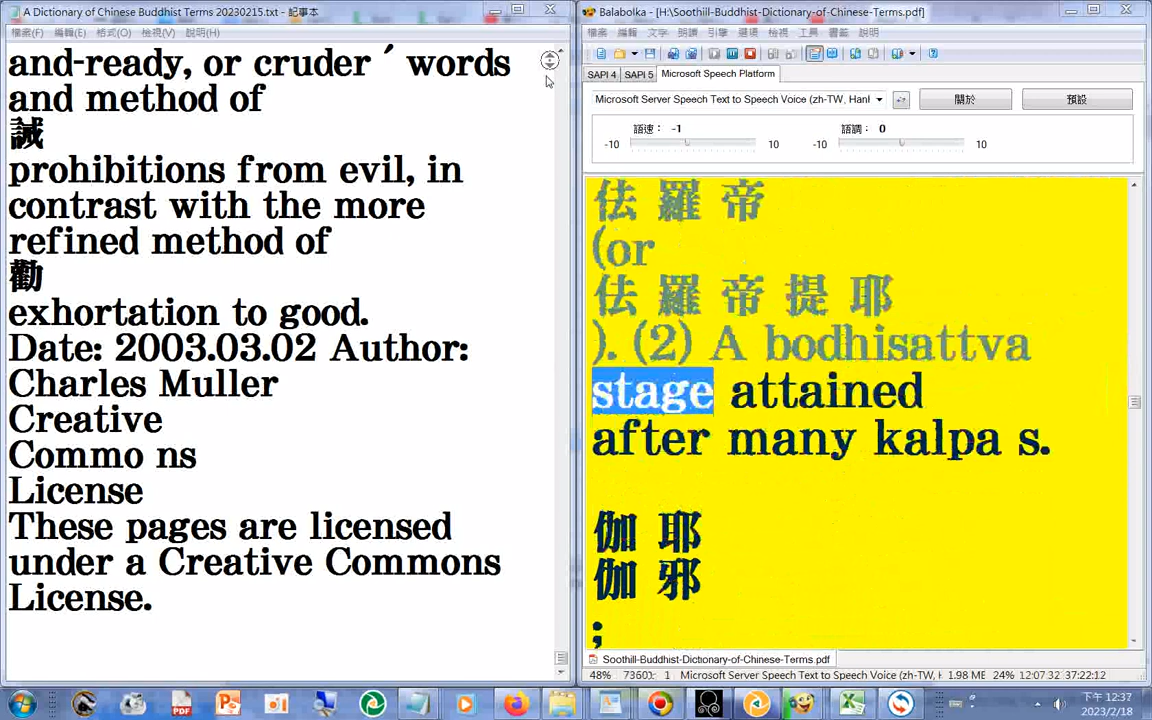 A Dictionary of Chinese Buddhist Terms 20230215.txt - 記事本
檔案(F) 編輯(E) 格式(O) 檢視(V) 說明(H)
and-ready, or cruder ˊ words
and method of
誡
prohibitions from evil, in
contrast with the more
refined method of
勸
exhortation to good.
Date: 2003.03.02 Author:
Charles Muller
Creative
Commo ns
License
These pages are licensed
under a Creative Commons
License.
Balabolka - [H:\Soothill-Buddhist-Dictionary-of-Chinese-Terms.pdf]
檔案 編輯 文字 朗讀 引擎 選項 檢視 工具 書籤 說明
SAPI 4 SAPI 5 Microsoft Speech Platform
Microsoft Server Speech Text to Speech Voice (zh-TW, Hanl
關於
預設
語速： -1
語調： 0
-10 10 -10 10
佉 羅 帝
(or
佉 羅 帝 提 耶
). (2) A bodhisattva
stage attained
after many kalpa s.
伽 耶
伽 邪
;
Soothill-Buddhist-Dictionary-of-Chinese-Terms.pdf
48% 73601: 1 Microsoft Server Speech Text to Speech Voice (zh-TW, H 1.98 MB 24% 12:07:32 37:22:12
下午 12:37
2023/2/18